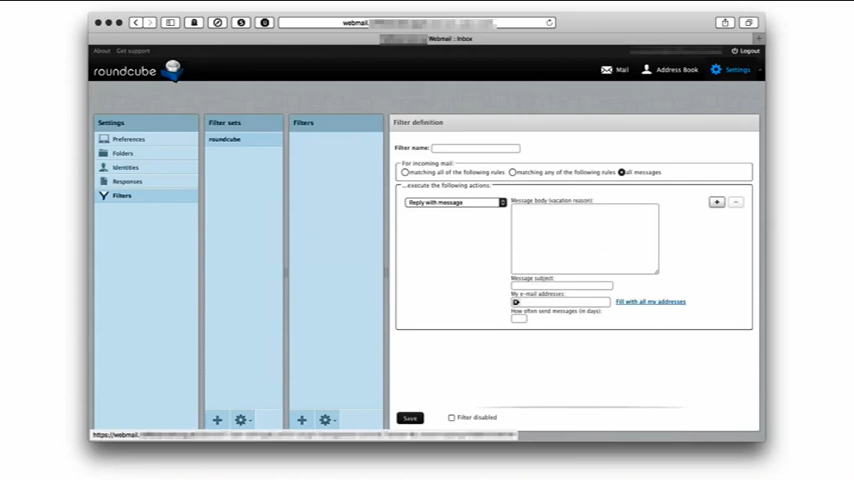 webmail.
Webmail :: Inbox
About Get support
Logout
roundcube
Mail Address Book Settings
Settings
Filter sets
Filters
Filter definition
Preferences
Folders
Identities
Responses
Filters
roundcube
Filter name:
For incoming mail:
matching all of the following rules matching any of the following rules all messages
...execute the following actions:
Reply with message
Message body (vacation reason):
Message subject:
My e-mail addresses:
Fill with all my addresses
How often send messages (in days):
Save
Filter disabled
https://webmail.